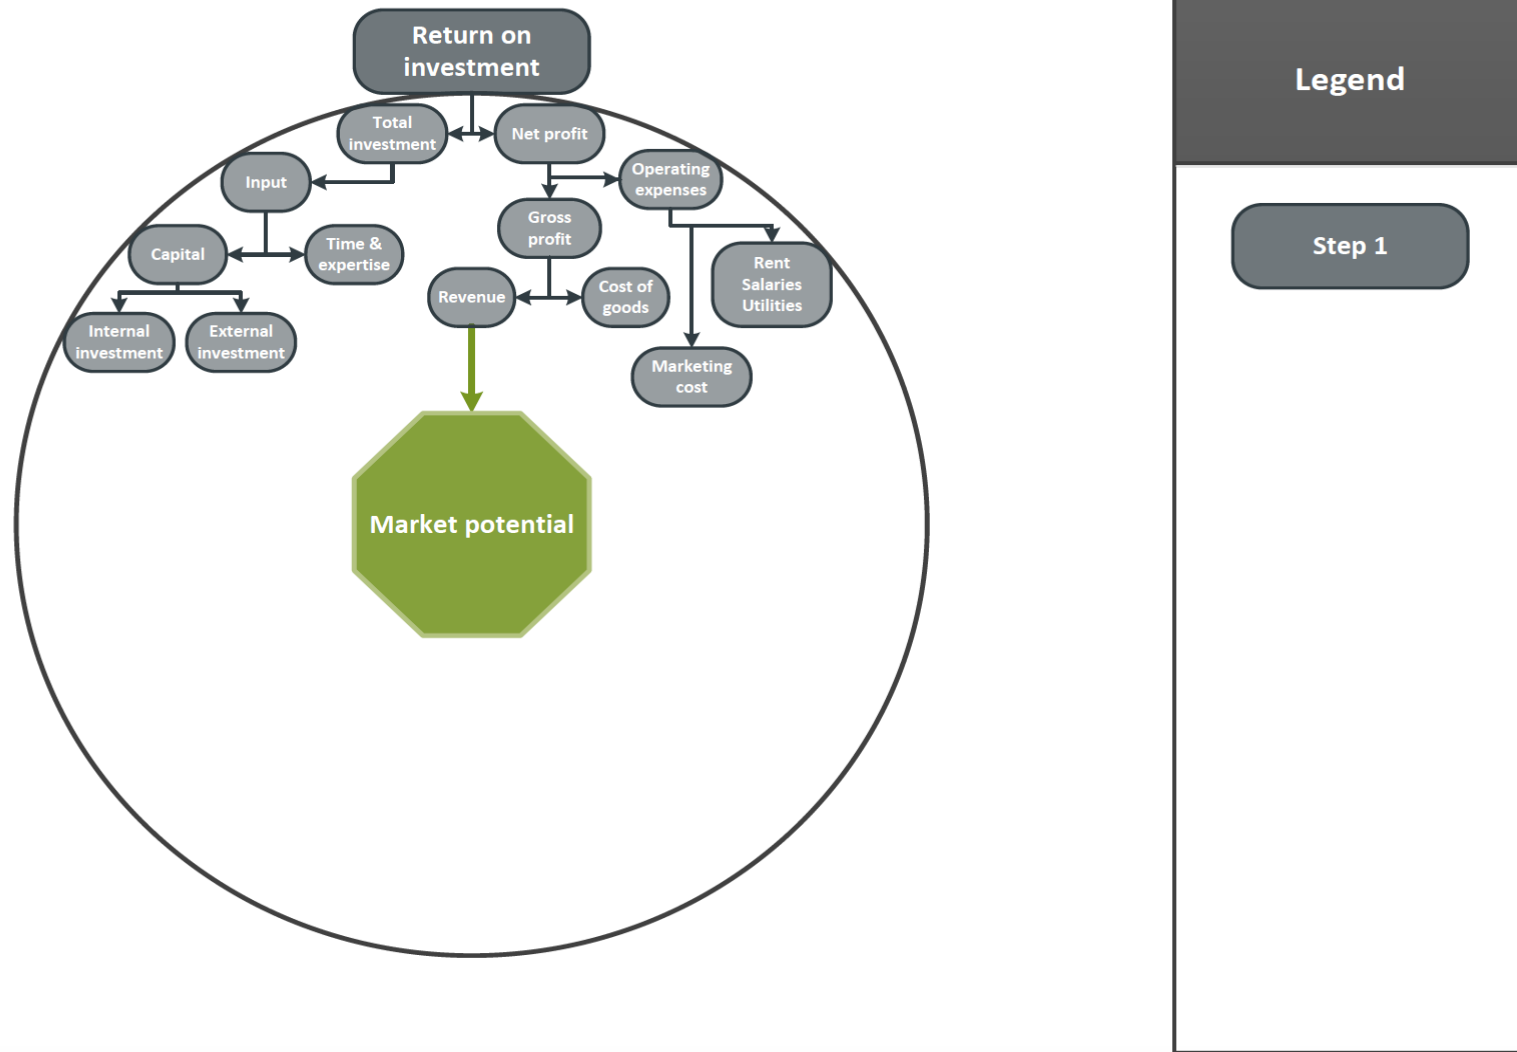 Return on
investment
Legend
Total
investment
Net profit
Operating
expenses
Input
Gross
profit
Step 1
Capital
Time &
expertise
Rent
Salaries
Utilities
Revenue
Cost of
goods
Internal
investment
External
investment
Marketing
cost
Market potential